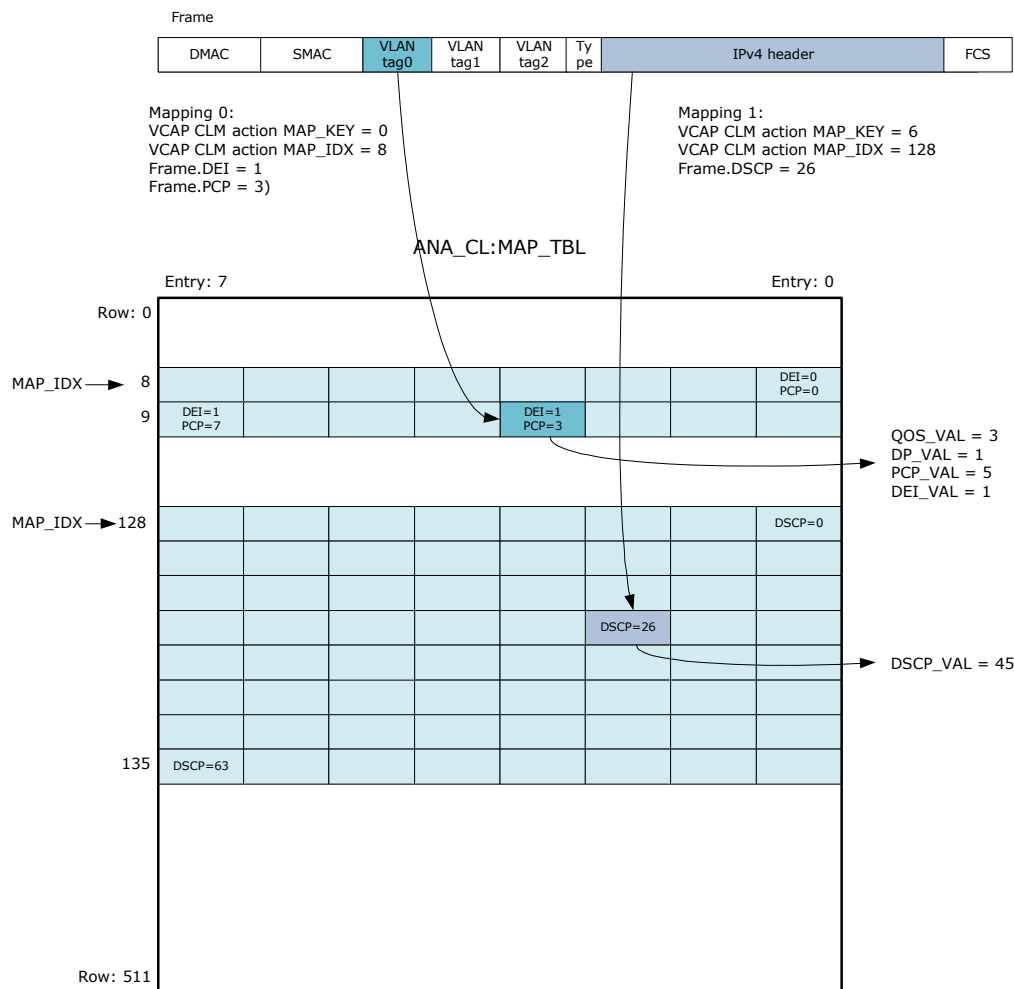 Frame
DMAC SMAC VLAN tag0 VLAN tag1 VLAN tag2 Ty pe IPv4 header FCS
Mapping 0:
VCAP CLM action MAP_KEY = 0
VCAP CLM action MAP_IDX = 8
Frame.DEI = 1
Frame.PCP = 3)
Mapping 1:
VCAP CLM action MAP_KEY = 6
VCAP CLM action MAP_IDX = 128
Frame.DSCP = 26
ANA_CL:MAP_TBL
Entry: 7 Entry: 0
Row: 0
MAP_IDX 8 DEI=0 PCP=0
9 DEI=1 PCP=7 DEI=1 PCP=3
QOS_VAL = 3
DP_VAL = 1
PCP_VAL = 5
DEI_VAL = 1
MAP_IDX 128 DSCP=0
DSCP=26
DSCP_VAL = 45
135 DSCP=63
Row: 511